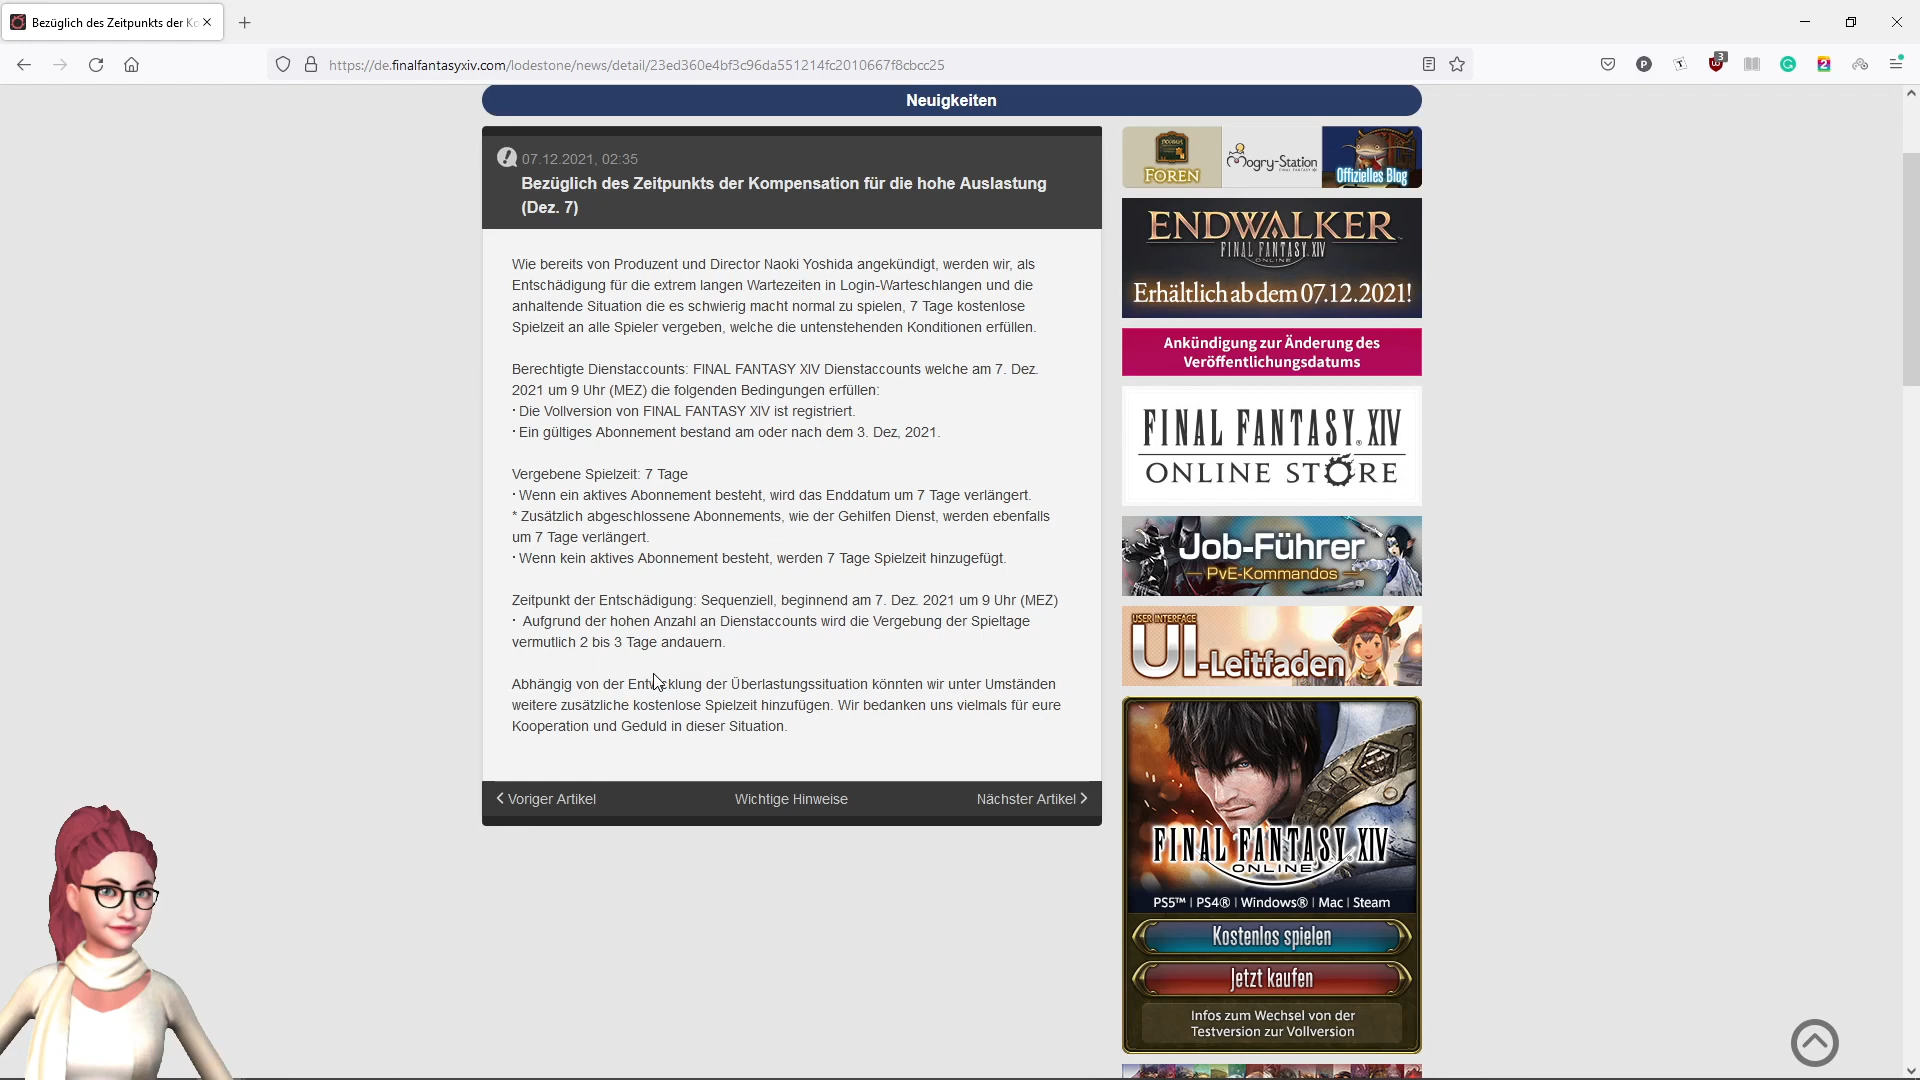 Bezüglich des Zeitpunkts der Ko
https://de.finalfantasyxiv.com/lodestone/news/detail/23ed360e4bf3c96da551214fc2010667f8cbcc25
3
2
Neuigkeiten
07.12.2021, 02:35
Bezüglich des Zeitpunkts der Kompensation für die hohe Auslastung
(Dez. 7)
Wie bereits von Produzent und Director Naoki Yoshida angekündigt, werden wir, als
Entschädigung für die extrem langen Wartezeiten in Login-Warteschlangen und die
anhaltende Situation die es schwierig macht normal zu spielen, 7 Tage kostenlose
Spielzeit an alle Spieler vergeben, welche die untenstehenden Konditionen erfüllen.
Berechtigte Dienstaccounts: FINAL FANTASY XIV Dienstaccounts welche am 7. Dez.
2021 um 9 Uhr (MEZ) die folgenden Bedingungen erfüllen:
・Die Vollversion von FINAL FANTASY XIV ist registriert.
・Ein gültiges Abonnement bestand am oder nach dem 3. Dez, 2021.
Vergebene Spielzeit: 7 Tage
・Wenn ein aktives Abonnement besteht, wird das Enddatum um 7 Tage verlängert.
* Zusätzlich abgeschlossene Abonnements, wie der Gehilfen Dienst, werden ebenfalls
um 7 Tage verlängert.
・Wenn kein aktives Abonnement besteht, werden 7 Tage Spielzeit hinzugefügt.
Zeitpunkt der Entschädigung: Sequenziell, beginnend am 7. Dez. 2021 um 9 Uhr (MEZ)
・ Aufgrund der hohen Anzahl an Dienstaccounts wird die Vergebung der Spieltage
vermutlich 2 bis 3 Tage andauern.
Abhängig von der Entwicklung der Überlastungssituation könnten wir unter Umständen
weitere zusätzliche kostenlose Spielzeit hinzufügen. Wir bedanken uns vielmals für eure
Kooperation und Geduld in dieser Situation.
Voriger Artikel
Wichtige Hinweise
Nächster Artikel
FOREN
Mogry-Station
Offizielles Blog
ENDWALKER
FINAL FANTASY XIV
Erhältlich ab dem 07.12.2021!
Ankündigung zur Änderung des
Veröffentlichungsdatums
FINAL FANTASY XIV
ONLINE STORE
Job-Führer
PvE-Kommandos
USER INTERFACE
UI-Leitfaden
FINAL FANTASY XIV
ONLINE
PS5™ | PS4® | Windows® | Mac | Steam
Kostenlos spielen
Jetzt kaufen
Infos zum Wechsel von der
Testversion zur Vollversion